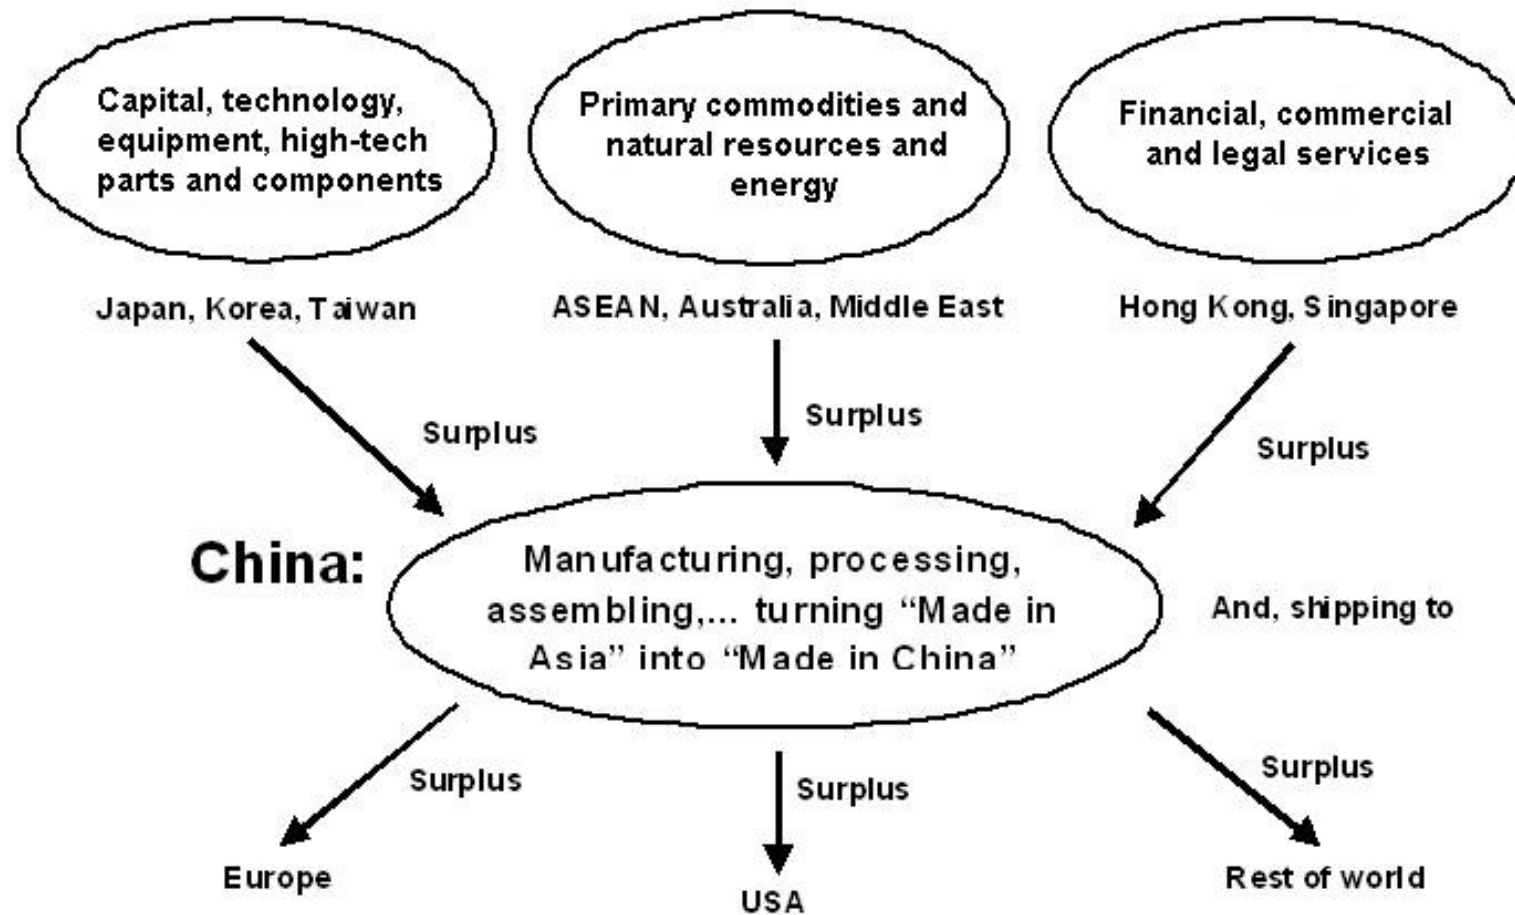 Capital, technology,
equipment, high-tech
parts and components
Primary commodities and
natural resources and
energy
Financial, commercial
and legal services
Japan, Korea, Taiwan
ASEAN, Australia, Middle East
Hong Kong, Singapore
Surplus
Surplus
Surplus
China:
Manufacturing, processing,
assembling,... turning “Made in
Asia” into “Made in China”
And, shipping to
Surplus
Surplus
Surplus
Europe
USA
Rest of world